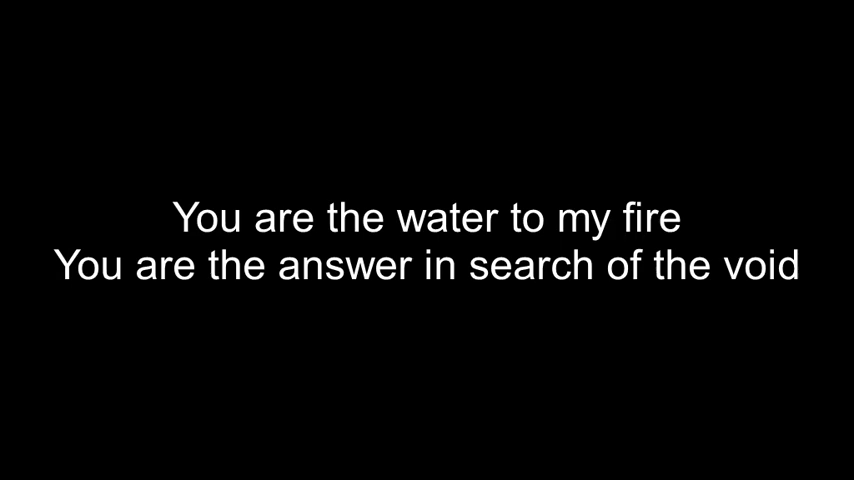 You are the water to my fire
You are the answer in search of the void